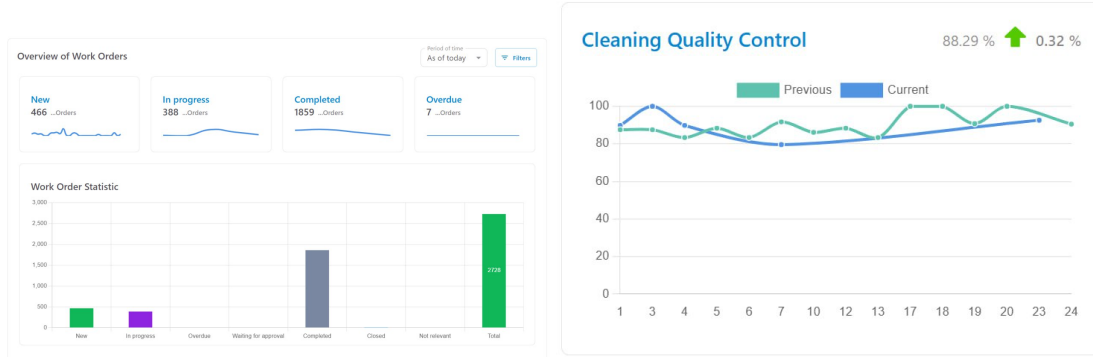 Overview of Work Orders
Period of time
As of today
Filters
New
466 ...Orders
In progress
388 ...Orders
Completed
1859 ...Orders
Overdue
7 ...Orders
Work Order Statistic
3,000
2,500
2,000
1,500
1,000
500
0
2728
New In progress Overdue Waiting for approval Completed Closed Not relevant Total
Cleaning Quality Control
88.29 % 0.32 %
Previous Current
100
80
60
40
20
0
1 3 4 5 6 7 10 12 13 17 18 19 20 23 24